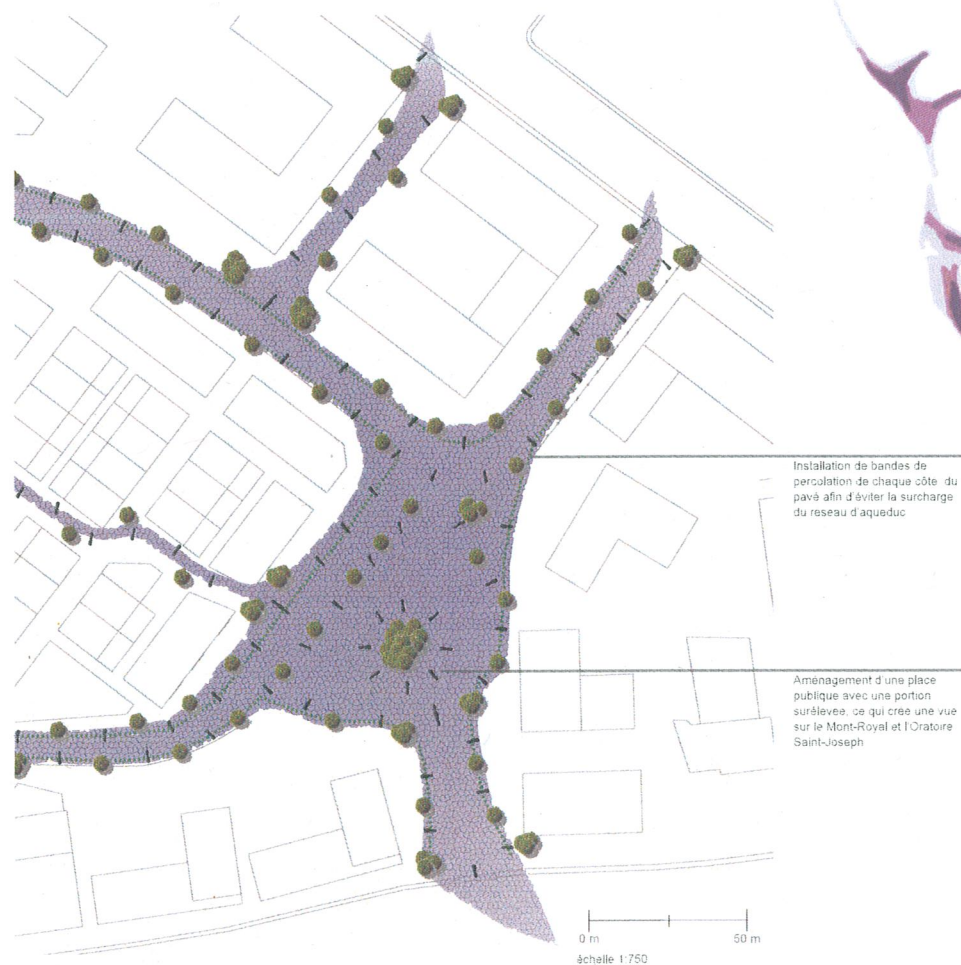 Installation de bandes de
percolation de chaque côte du
pavé afin d'éviter la surcharge
du reseau d'aqueduc
Aménagement d'une place
publique avec une portion
surélevée, ce qui crée une vue
sur le Mont-Royal et l'Oratoire
Saint-Joseph
0 m 50 m
échelle 1:750